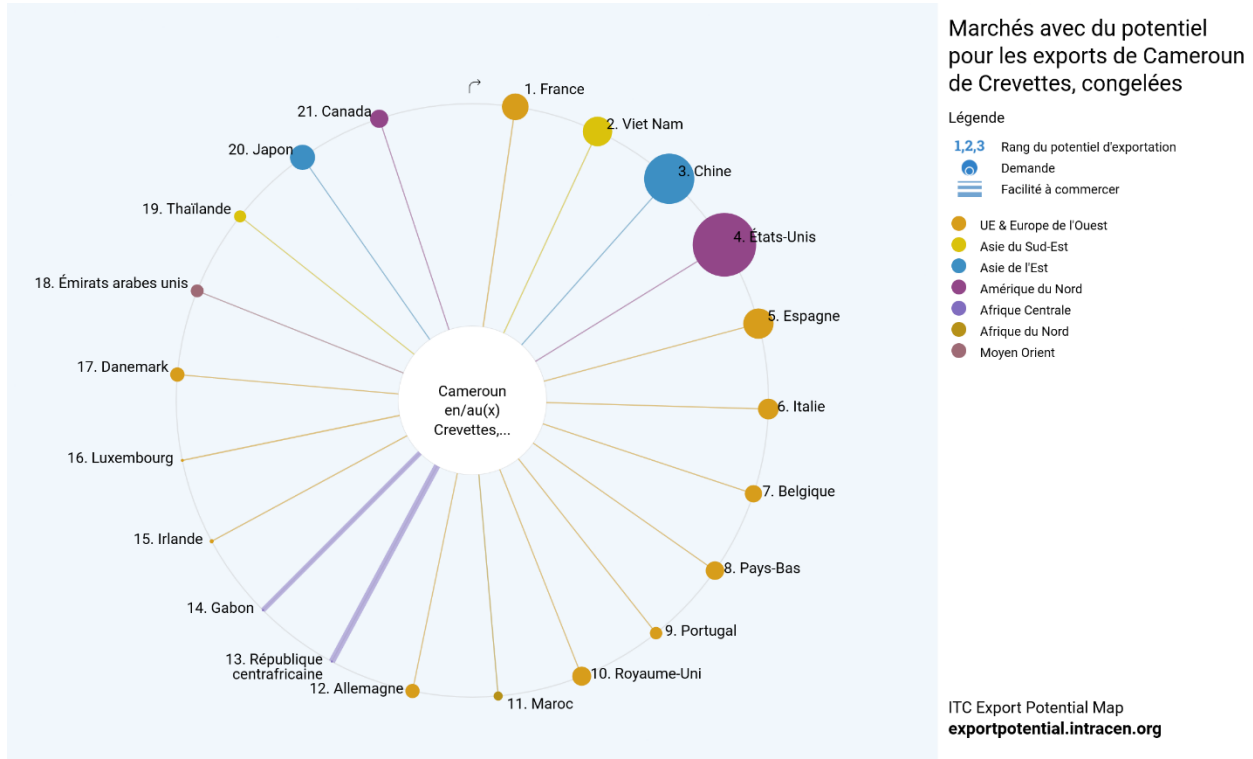 Marchés avec du potentiel
pour les exports de Cameroun
de Crevettes, congelées
Légende
1,2,3 Rang du potentiel d'exportation
Demande
Facilité à commercer
UE & Europe de l'Ouest
Asie du Sud-Est
Asie de l'Est
Amérique du Nord
Afrique Centrale
Afrique du Nord
Moyen Orient
1. France
2. Viet Nam
3. Chine
4. États-Unis
5. Espagne
6. Italie
7. Belgique
8. Pays-Bas
9. Portugal
10. Royaume-Uni
11. Maroc
12. Allemagne
13. République
centrafricaine
14. Gabon
15. Irlande
16. Luxembourg
17. Danemark
18. Émirats arabes unis
19. Thaïlande
20. Japon
21. Canada
Cameroun
en/au(x)
Crevettes,...
ITC Export Potential Map
exportpotential.intracen.org